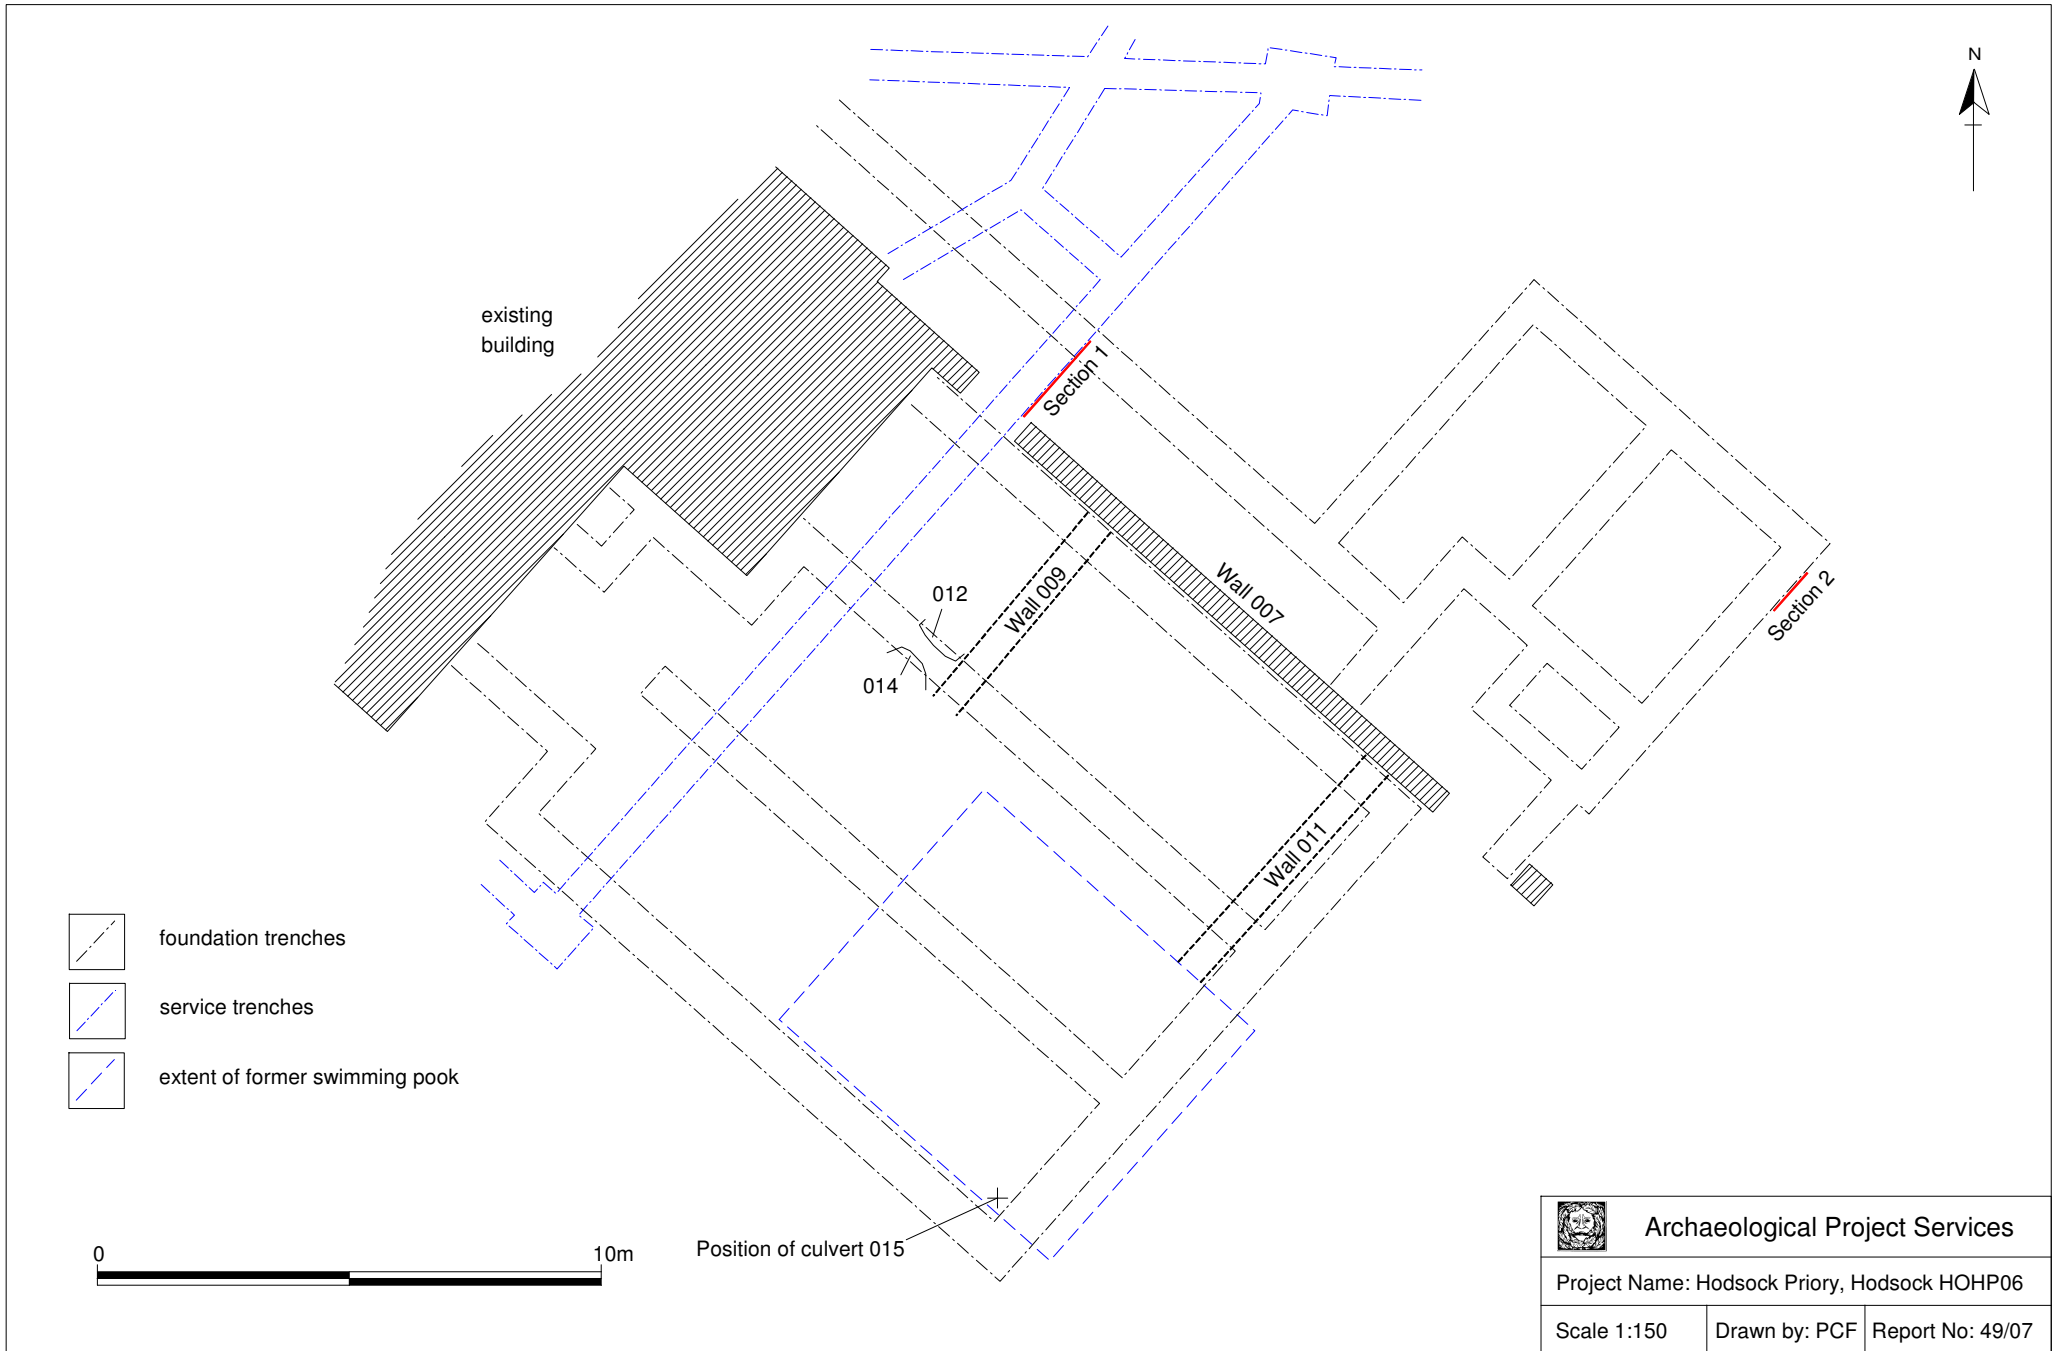 N
existing
building
Section 1
Wall 007
Section 2
Wall 009
012
014
Wall 011
foundation trenches
service trenches
extent of former swimming pook
0
10m
Position of culvert 015
Archaeological Project Services
Project Name: Hodsock Priory, Hodsock HOHP06
Scale 1:150
Drawn by: PCF
Report No: 49/07